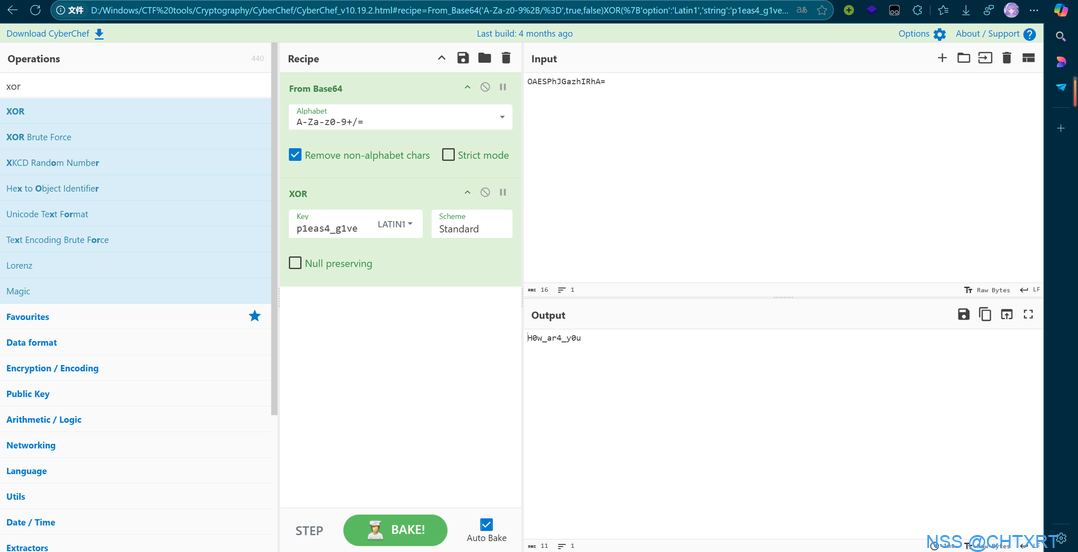 文件
D:/Windows/CTF%20tools/Cryptography/CyberChef/CyberChef_v10.19.2.html#recipe=From_Base64('A-Za-z0-9%2B/%3D',true,false)XOR(%7B'option':'Latin1','string':'p1eas4_g1ve...
Download CyberChef
Last build: 4 months ago
Options
About / Support
Operations
440
Recipe
Input
xor
XOR
XOR Brute Force
XKCD Random Number
Hex to Object Identifier
Unicode Text Format
Text Encoding Brute Force
Lorenz
Magic
Favourites
Data format
Encryption / Encoding
Public Key
Arithmetic / Logic
Networking
Language
Utils
Date / Time
Extractors
From Base64
Alphabet
A-Za-z0-9+/=
Remove non-alphabet chars
Strict mode
XOR
Key
p1eas4_g1ve
LATIN1
Scheme
Standard
Null preserving
STEP
BAKE!
Auto Bake
OAESPhJGazhIRhA=
16
1
Raw Bytes
LF
Output
H0w_ar4_y0u
11
1
NSS @CHTXRT